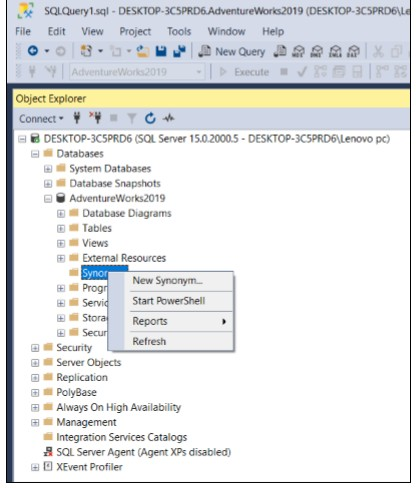 SQLQuery1.sql - DESKTOP-3C5PRD6.AdventureWorks2019 (DESKTOP-3C5PRD6\Le
File Edit View Project Tools Window Help
New Query
AdventureWorks2019 Execute
Object Explorer
Connect
DESKTOP-3C5PRD6 (SQL Server 15.0.2000.5 - DESKTOP-3C5PRD6\Lenovo pc)
Databases
System Databases
Database Snapshots
AdventureWorks2019
Database Diagrams
Tables
Views
External Resources
Synon
New Synonym...
Progr
Servic
Start PowerShell
Stora
Reports
Secur
Refresh
Security
Server Objects
Replication
PolyBase
Always On High Availability
Management
Integration Services Catalogs
SQL Server Agent (Agent XPs disabled)
XEvent Profiler